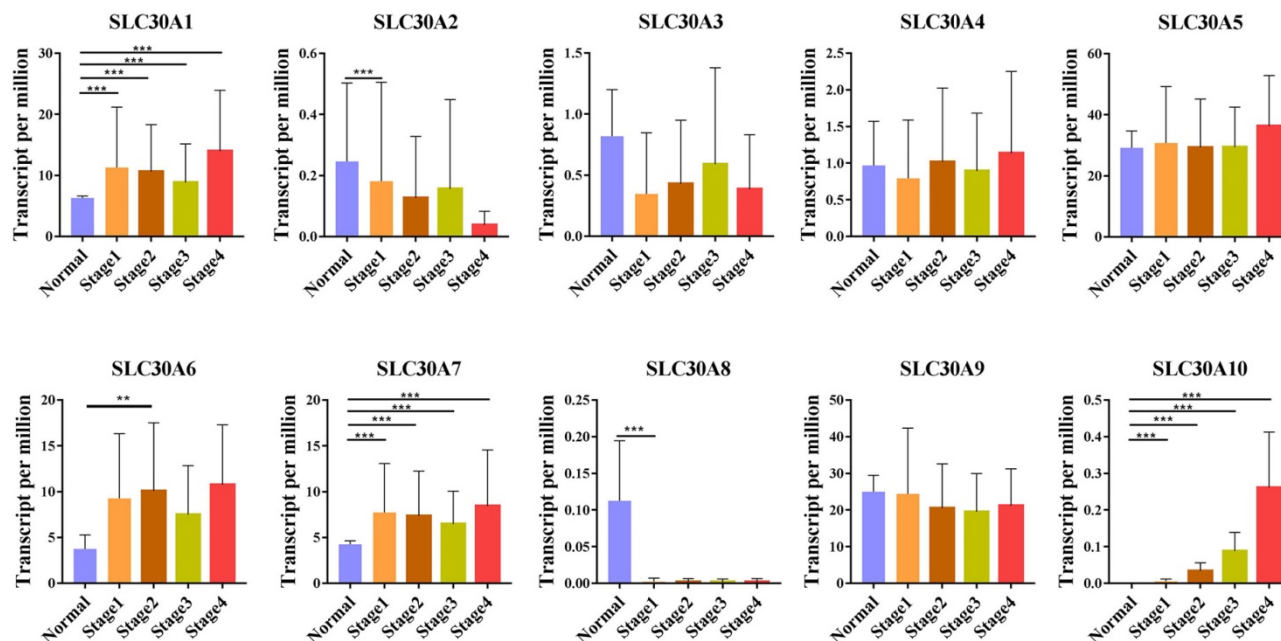 SLC30A1 SLC30A2 SLC30A3 SLC30A4 SLC30A5
Transcript per million
30
20
10
0
***
***
***
***
Normal Stage1 Stage2 Stage3 Stage4
Transcript per million
0.6
0.4
0.2
0.0
***
Normal Stage1 Stage2 Stage3 Stage4
Transcript per million
1.5
1.0
0.5
0.0
Normal Stage1 Stage2 Stage3 Stage4
Transcript per million
2.5
2.0
1.5
1.0
0.5
0.0
Normal Stage1 Stage2 Stage3 Stage4
Transcript per million
60
40
20
0
Normal Stage1 Stage2 Stage3 Stage4
SLC30A6 SLC30A7 SLC30A8 SLC30A9 SLC30A10
Transcript per million
20
15
10
5
0
**
Normal Stage1 Stage2 Stage3 Stage4
Transcript per million
20
15
10
5
0
***
***
***
***
Normal Stage1 Stage2 Stage3 Stage4
Transcript per million
0.25
0.20
0.15
0.10
0.05
0.00
***
Normal Stage1 Stage2 Stage3 Stage4
Transcript per million
50
40
30
20
10
0
Normal Stage1 Stage2 Stage3 Stage4
Transcript per million
0.5
0.4
0.3
0.2
0.1
0.0
***
***
***
***
Normal Stage1 Stage2 Stage3 Stage4